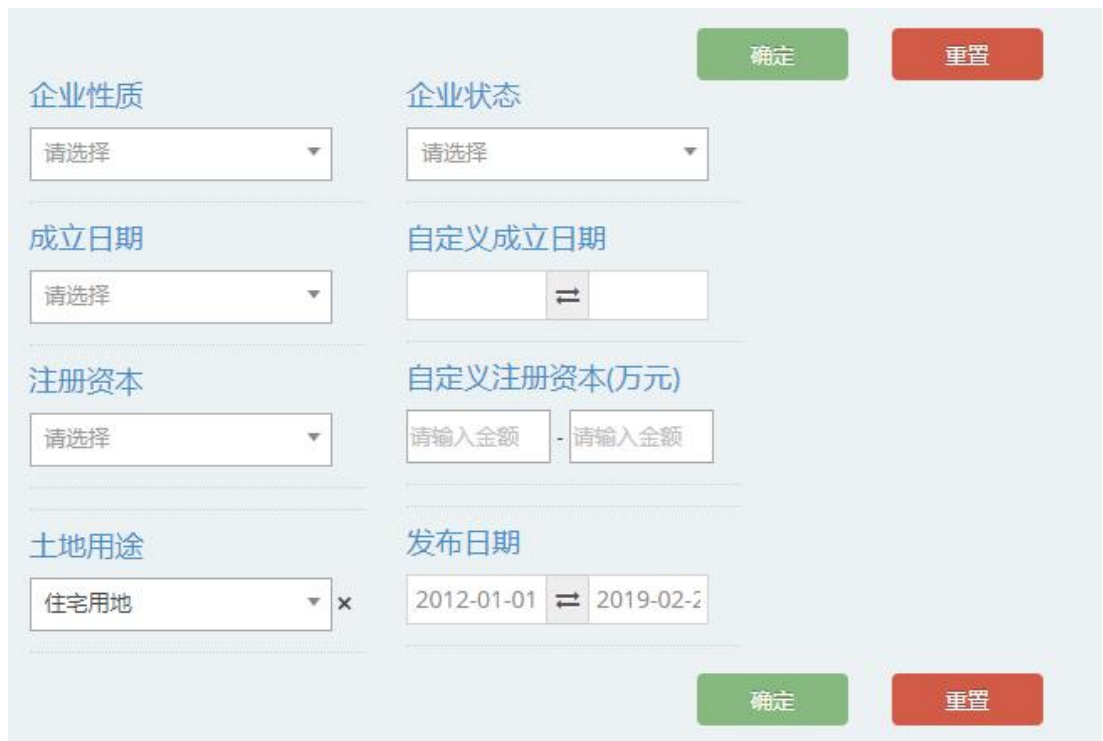 确定 重置
企业性质 企业状态
请选择 请选择
成立日期 自定义成立日期
请选择
注册资本 自定义注册资本(万元)
请选择 请输入金额 - 请输入金额
土地用途 发布日期
住宅用地 × 2012-01-01 ⇄ 2019-02-2
确定 重置